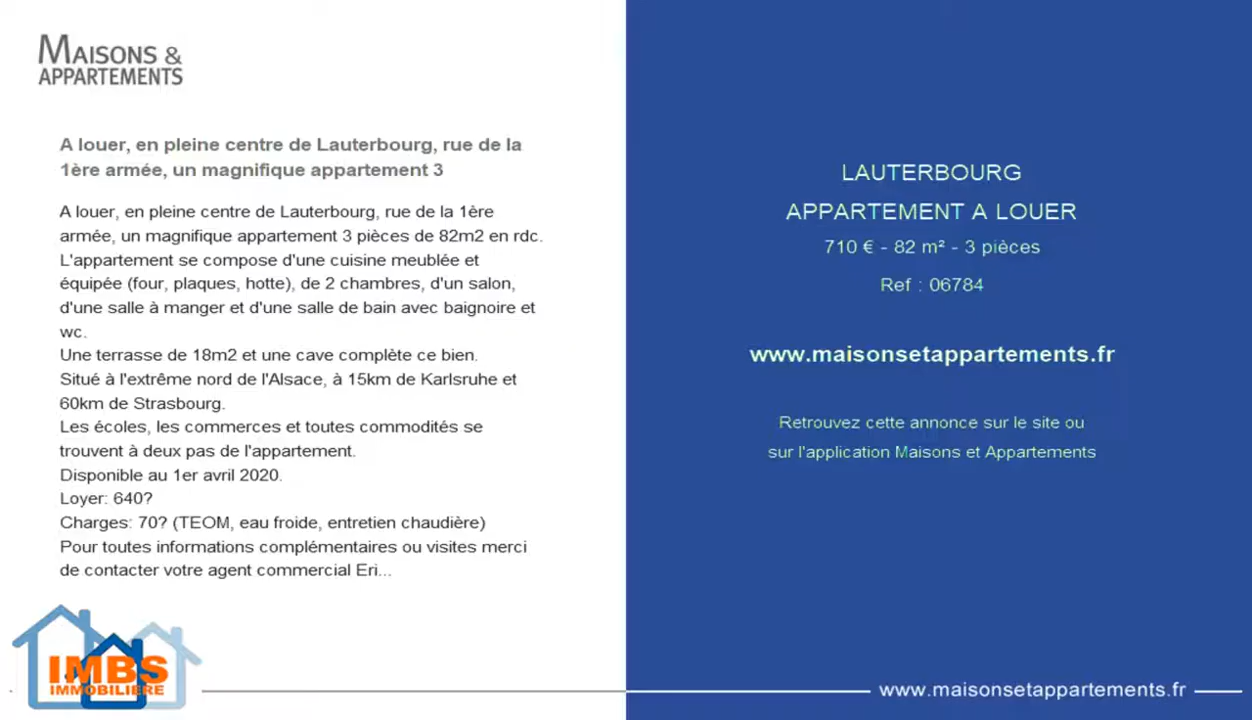 MAISONS &
APPARTEMENTS
A louer, en pleine centre de Lauterbourg, rue de la
1ère armée, un magnifique appartement 3
A louer, en pleine centre de Lauterbourg, rue de la 1ère
armée, un magnifique appartement 3 pièces de 82m2 en rdc.
L'appartement se compose d'une cuisine meublée et
équipée (four, plaques, hotte), de 2 chambres, d'un salon,
d'une salle à manger et d'une salle de bain avec baignoire et
wc.
Une terrasse de 18m2 et une cave complète ce bien.
Situé à l'extrême nord de l'Alsace, à 15km de Karlsruhe et
60km de Strasbourg.
Les écoles, les commerces et toutes commodités se
trouvent à deux pas de l'appartement.
Disponible au 1er avril 2020.
Loyer: 640?
Charges: 70? (TEOM, eau froide, entretien chaudière)
Pour toutes informations complémentaires ou visites merci
de contacter votre agent commercial Eri...
IMBS
IMMOBILIERE
LAUTERBOURG
APPARTEMENT A LOUER
710 € - 82 m² - 3 pièces
Ref : 06784
www.maisonsetappartements.fr
Retrouvez cette annonce sur le site ou
sur l'application Maisons et Appartements
www.maisonsetappartements.fr